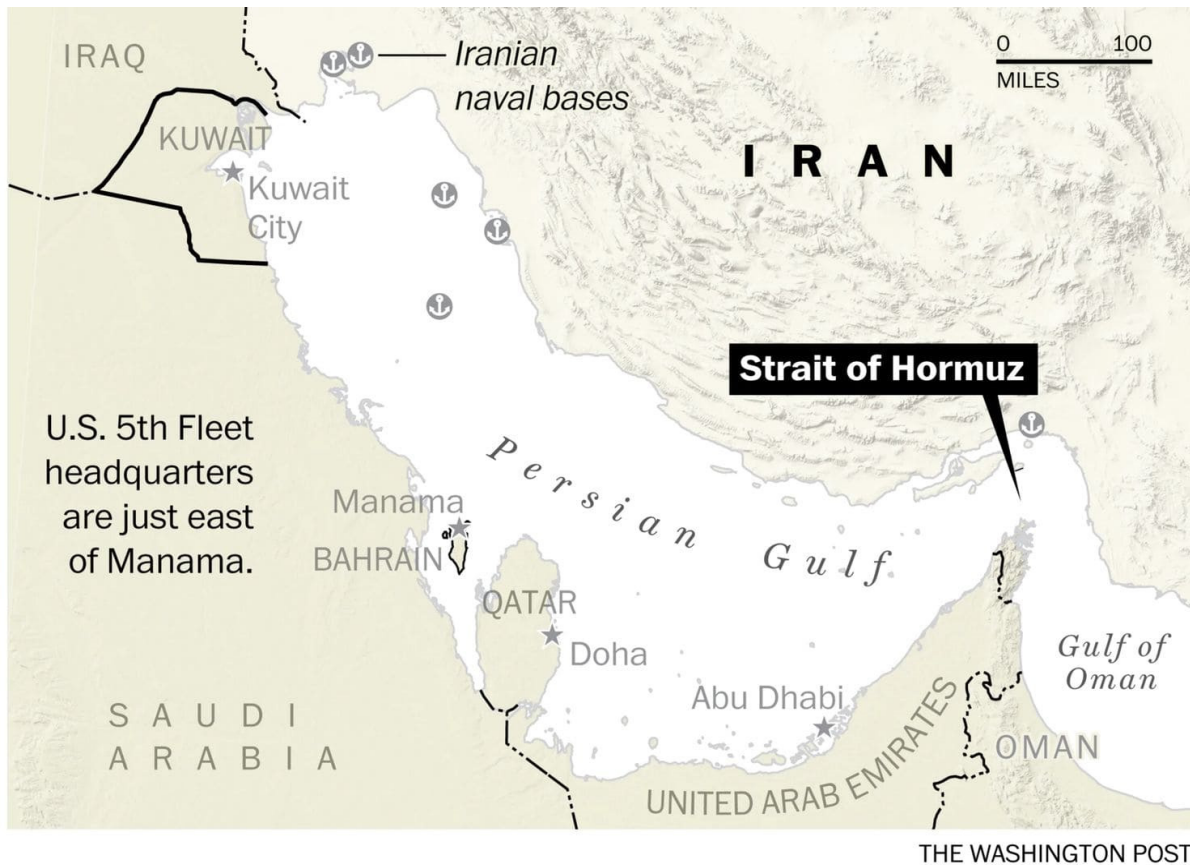 IRAQ
Iranian
naval bases
0 100
MILES
KUWAIT
Kuwait
City
IRAN
Strait of Hormuz
U.S. 5th Fleet
headquarters
are just east
of Manama.
Persian Gulf
Manama
BAHRAIN
QATAR
Doha
Gulf of
Oman
Abu Dhabi
SAUDI
ARABIA
UNITED ARAB EMIRATES
OMAN
THE WASHINGTON POST